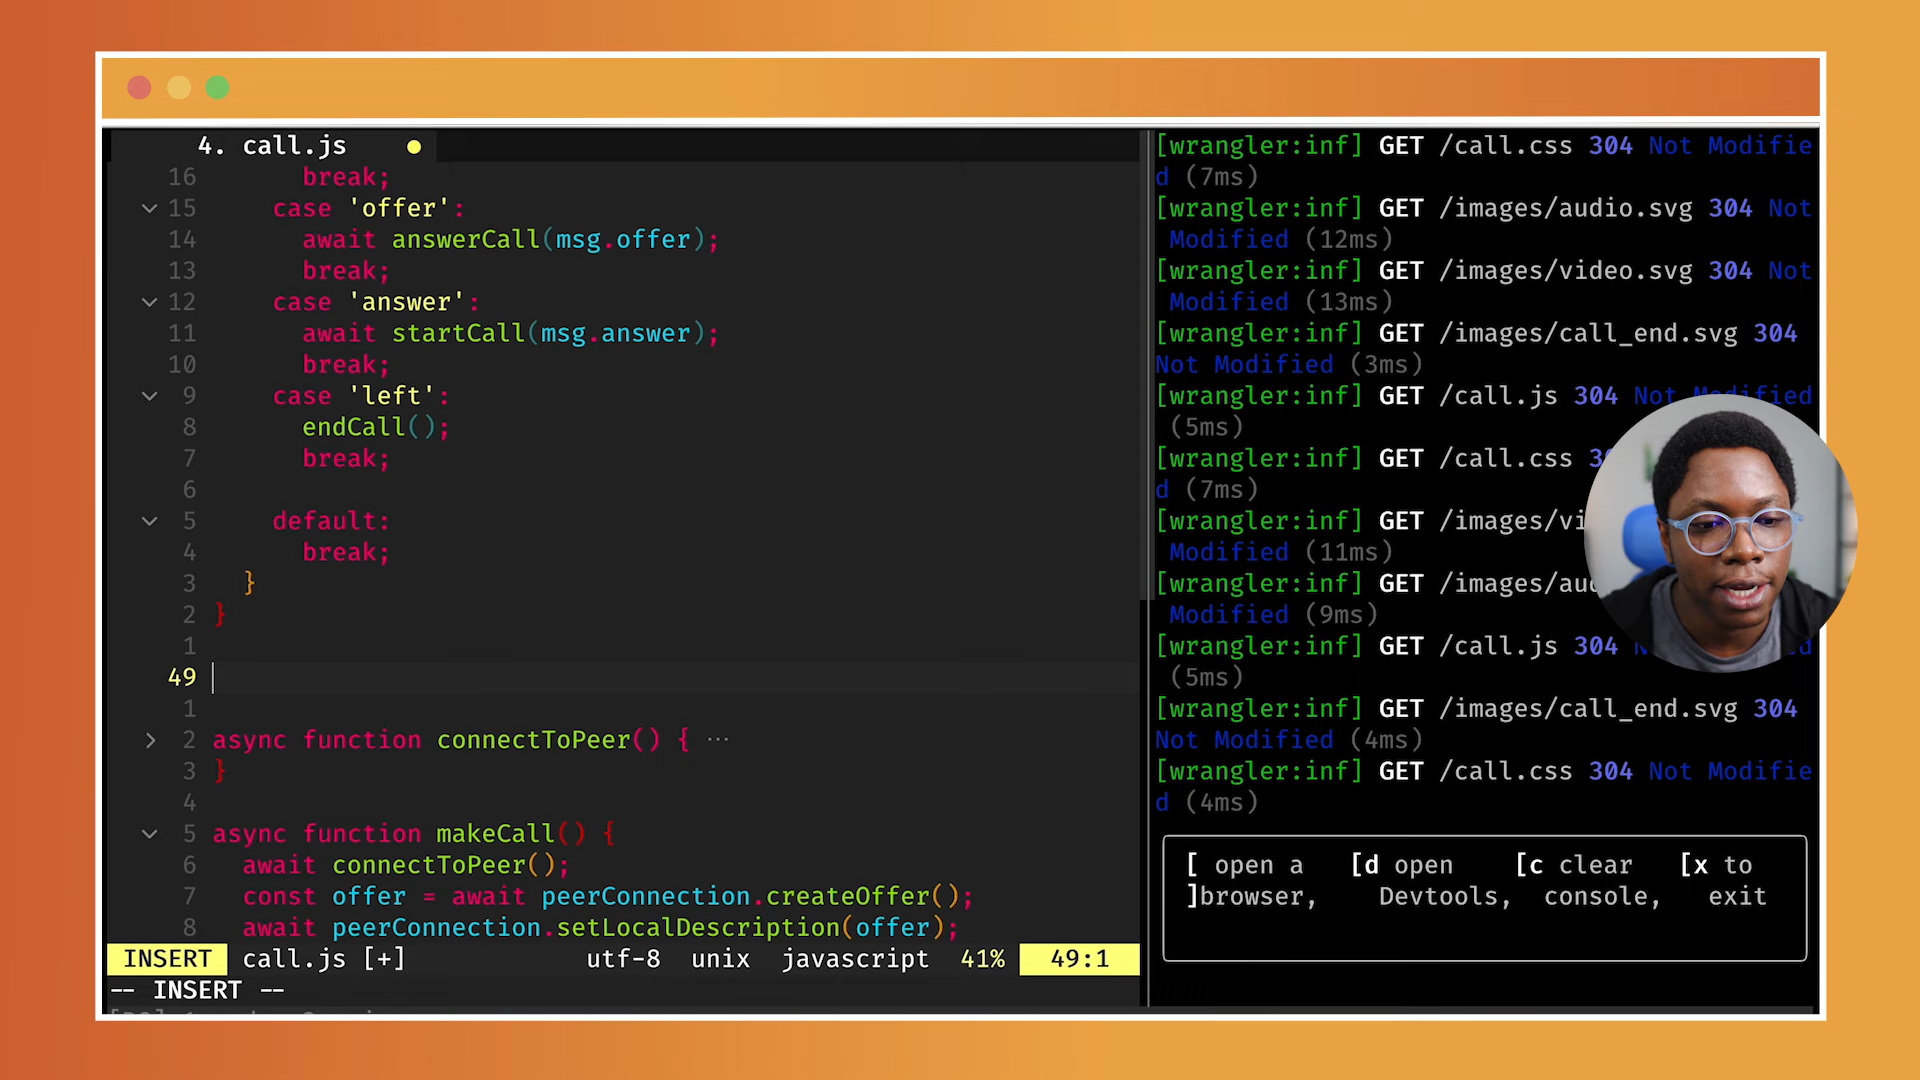 4. call.js
16 break;
15 case 'offer':
14 await answerCall(msg.offer);
13 break;
12 case 'answer':
11 await startCall(msg.answer);
10 break;
9 case 'left':
8 endCall();
7 break;
6
5 default:
4 break;
3 }
2 }
1
49
1
2 async function connectToPeer() { ...
3 }
4
5 async function makeCall() {
6 await connectToPeer();
7 const offer = await peerConnection.createOffer();
8 await peerConnection.setLocalDescription(offer);
INSERT call.js [+] utf-8 unix javascript 41% 49:1
-- INSERT --
[wrangler:inf] GET /call.css 304 Not Modifie
d (7ms)
[wrangler:inf] GET /images/audio.svg 304 Not
Modified (12ms)
[wrangler:inf] GET /images/video.svg 304 Not
Modified (13ms)
[wrangler:inf] GET /images/call_end.svg 304
Not Modified (3ms)
[wrangler:inf] GET /call.js 304 Not Modified
(5ms)
[wrangler:inf] GET /call.css
d (7ms)
[wrangler:inf] GET
Modified (11ms)
[wrangler:inf] GET
Modified (9ms)
[wrangler:inf] GET /call.js 304
(5ms)
[wrangler:inf] GET /images/call_end.svg 304
Not Modified (4ms)
[wrangler:inf] GET /call.css 304 Not Modifie
d (4ms)
[ open a [d open [c clear [x to
]browser, Devtools, console, exit